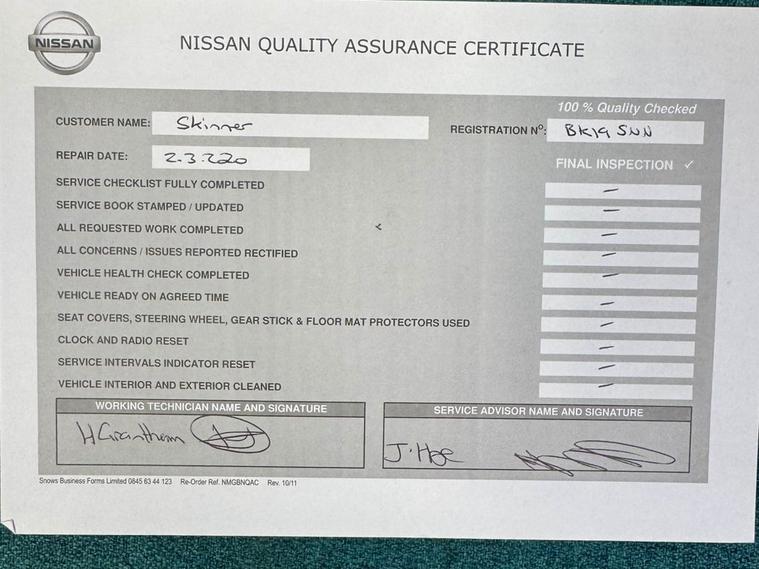 NISSAN
NISSAN QUALITY ASSURANCE CERTIFICATE
100 % Quality Checked
CUSTOMER NAME: Skinner
REGISTRATION Nº: BK19 SNN
REPAIR DATE: 2.3.2020
FINAL INSPECTION ✓
SERVICE CHECKLIST FULLY COMPLETED –
SERVICE BOOK STAMPED / UPDATED –
ALL REQUESTED WORK COMPLETED –
ALL CONCERNS / ISSUES REPORTED RECTIFIED –
VEHICLE HEALTH CHECK COMPLETED –
VEHICLE READY ON AGREED TIME –
SEAT COVERS, STEERING WHEEL, GEAR STICK & FLOOR MAT PROTECTORS USED –
CLOCK AND RADIO RESET –
SERVICE INTERVALS INDICATOR RESET –
VEHICLE INTERIOR AND EXTERIOR CLEANED –
WORKING TECHNICIAN NAME AND SIGNATURE
SERVICE ADVISOR NAME AND SIGNATURE
H Grantham
J. Hoe
Snows Business Forms Limited 0845 63 44 123 Re-Order Ref. NMGBNQAC Rev. 10/11